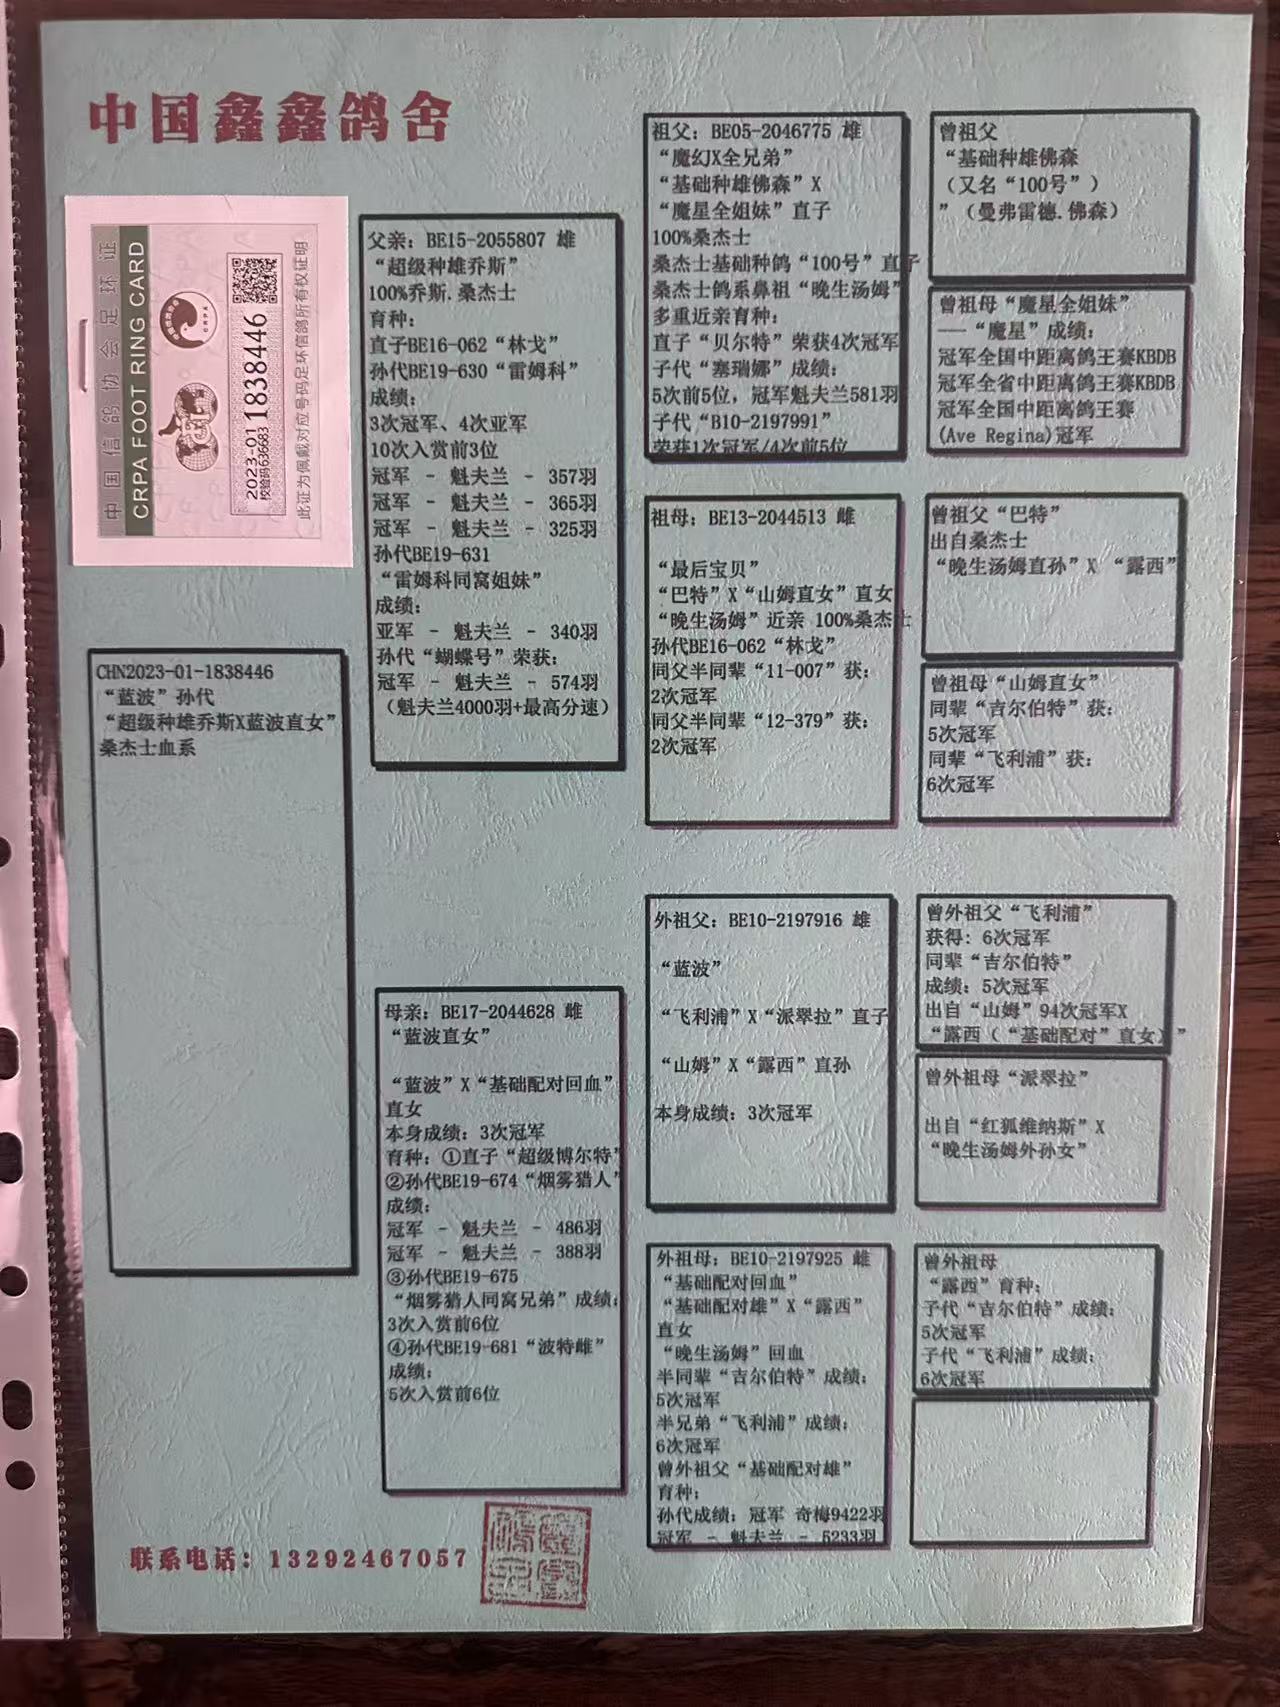 中国鑫鑫鸽舍
中国信鸽协会足环证
CRPA FOOT RING CARD
2023-01 1838446
校验码636683
此证为佩戴对应号码足环信鸽所有权证明
CHN2023-01-1838446
“蓝波”孙代
“超级种雄乔斯X蓝波直女”
桑杰士血系
父亲：BE15-2055807 雄
“超级种雄乔斯”
100%乔斯.桑杰士
育种：
直子BE16-062“林戈”
孙代BE19-630“雷姆科”
成绩：
3次冠军、4次亚军
10次入赏前3位
冠军 - 魁夫兰 - 357羽
冠军 - 魁夫兰 - 365羽
冠军 - 魁夫兰 - 325羽
孙代BE19-631
“雷姆科同窝姐妹”
成绩：
亚军 - 魁夫兰 - 340羽
孙代“蝴蝶号”荣获：
冠军 - 魁夫兰 - 574羽
（魁夫兰4000羽+最高分速）
母亲：BE17-2044628 雌
“蓝波直女”
“蓝波”X“基础配对回血”
直女
本身成绩：3次冠军
育种：①直子“超级博尔特”
②孙代BE19-674“烟雾猎人”
成绩：
冠军 - 魁夫兰 - 486羽
冠军 - 魁夫兰 - 388羽
③孙代BE19-675
“烟雾猎人同窝兄弟”成绩：
3次入赏前6位
④孙代BE19-681“波特雌”
成绩：
5次入赏前6位
祖父：BE05-2046775 雄
“魔幻X全兄弟”
“基础种雄佛森”X
“魔星全姐妹”直子
100%桑杰士
桑杰士基础种鸽“100号”直子
桑杰士鸽系鼻祖“晚生汤姆”
多重近亲育种：
直子“贝尔特”荣获4次冠军
子代“塞瑞娜”成绩：
5次前5位，冠军魁夫兰581羽
子代“B10-2197991”
荣获1次冠军/4次前5位
祖母：BE13-2044513 雌
“最后宝贝”
“巴特”X“山姆直女”直女
“晚生汤姆”近亲 100%桑杰士
孙代BE16-062“林戈”
同父半同辈“11-007”获：
2次冠军
同父半同辈“12-379”获：
2次冠军
外祖父：BE10-2197916 雄
“蓝波”
“飞利浦”X“派翠拉”直子
“山姆”X“露西”直孙
本身成绩：3次冠军
外祖母：BE10-2197925 雌
“基础配对回血”
“基础配对雄”X“露西”
直女
“晚生汤姆”回血
半同辈“吉尔伯特”成绩：
5次冠军
半兄弟“飞利浦”成绩：
6次冠军
曾外祖父“基础配对雄”
育种：
孙代成绩：冠军 奇梅9422羽
冠军 - 魁夫兰 - 5233羽
曾祖父
“基础种雄佛森
（又名“100号”）
”（曼弗雷德.佛森）
曾祖母“魔星全姐妹”
——“魔星”成绩：
冠军全国中距离鸽王赛KBDB
冠军全省中距离鸽王赛KBDB
冠军全国中距离鸽王赛
(Ave Regina)冠军
曾祖父“巴特”
出自桑杰士
“晚生汤姆直孙”X “露西”
曾祖母“山姆直女”
同辈“吉尔伯特”获：
5次冠军
同辈“飞利浦”获：
6次冠军
曾外祖父“飞利浦”
获得：6次冠军
同辈“吉尔伯特”
成绩：5次冠军
出自“山姆”94次冠军X
“露西（“基础配对”直女）”
曾外祖母“派翠拉”
出自“红狐维纳斯”X
“晚生汤姆外孙女”
曾外祖母
“露西”育种：
子代“吉尔伯特”成绩：
5次冠军
子代“飞利浦”成绩：
6次冠军
联系电话：13292467057